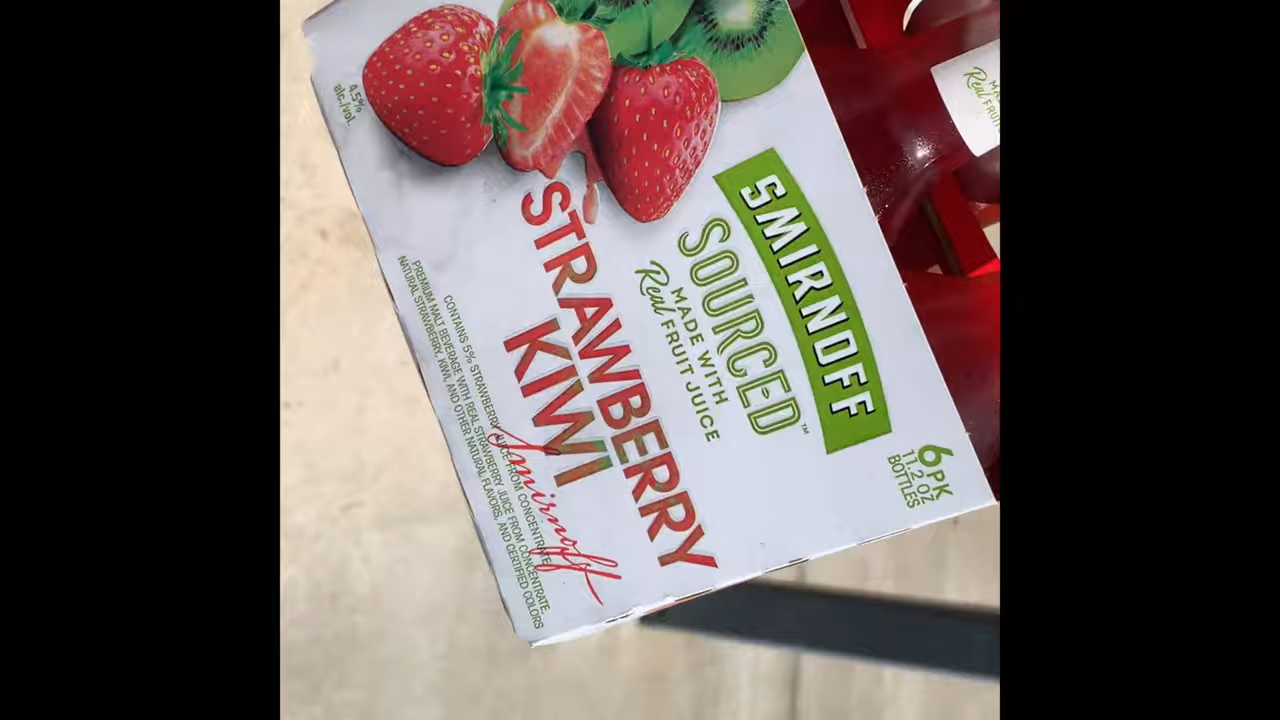 SMIRNOFF
SOURCED™
MADE WITH
Real FRUIT JUICE
STRAWBERRY
KIWI
6PK
11.2 OZ
BOTTLES
4.5%
alc./vol.
Smirnoff
CONTAINS 5% STRAWBERRY JUICE FROM CONCENTRATE
PREMIUM MALT BEVERAGE WITH REAL STRAWBERRY JUICE FROM CONCENTRATE,
NATURAL STRAWBERRY, KIWI, AND OTHER NATURAL FLAVORS, AND CERTIFIED COLORS
Real FRUIT